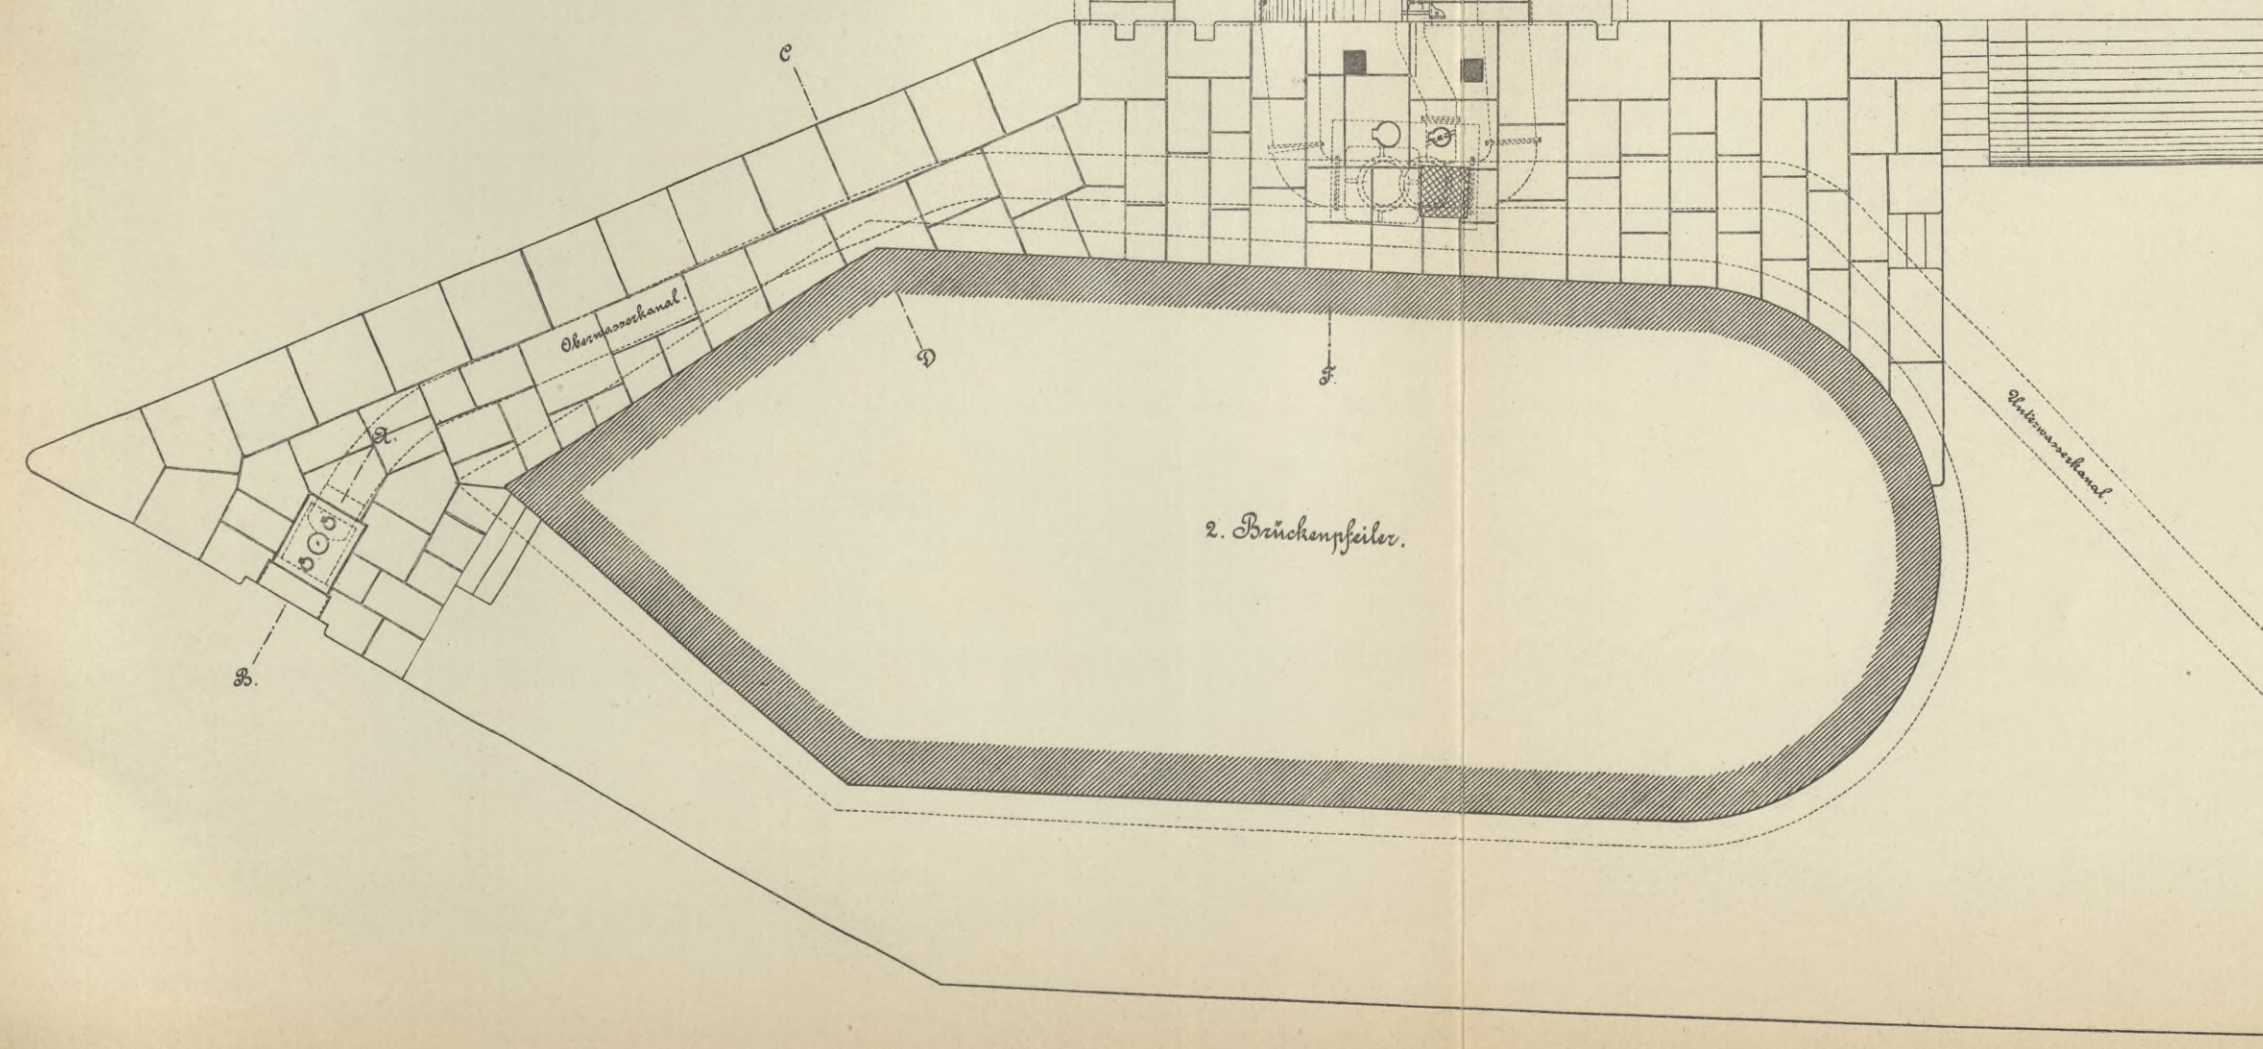 C
Oberwasserkanal.
D
F.
A.
Unterwasserkanal.
2. Brückenpfeiler.
B.